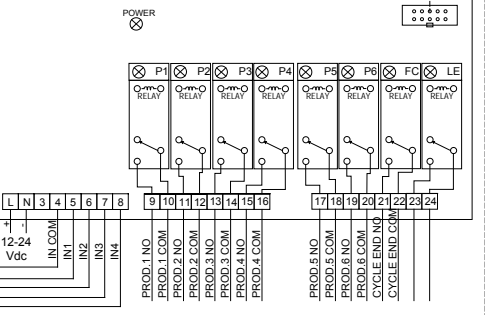 POWER
P1 P2 P3 P4 P5 P6 FC LE
RELAY RELAY RELAY RELAY RELAY RELAY RELAY RELAY
L N 3 4 5 6 7 8
9 10 11 12 13 14 15 16
17 18 19 20 21 22 23 24
+ -
12-24
Vdc
IN COM
IN1
IN2
IN3
IN4
PROD.1 NO
PROD.1 COM
PROD.2 NO
PROD.2 COM
PROD.3 NO
PROD.3 COM
PROD.4 NO
PROD.4 COM
PROD.5 NO
PROD.5 COM
PROD.6 NO
PROD.6 COM
CYCLE END NO
CYCLE END COM